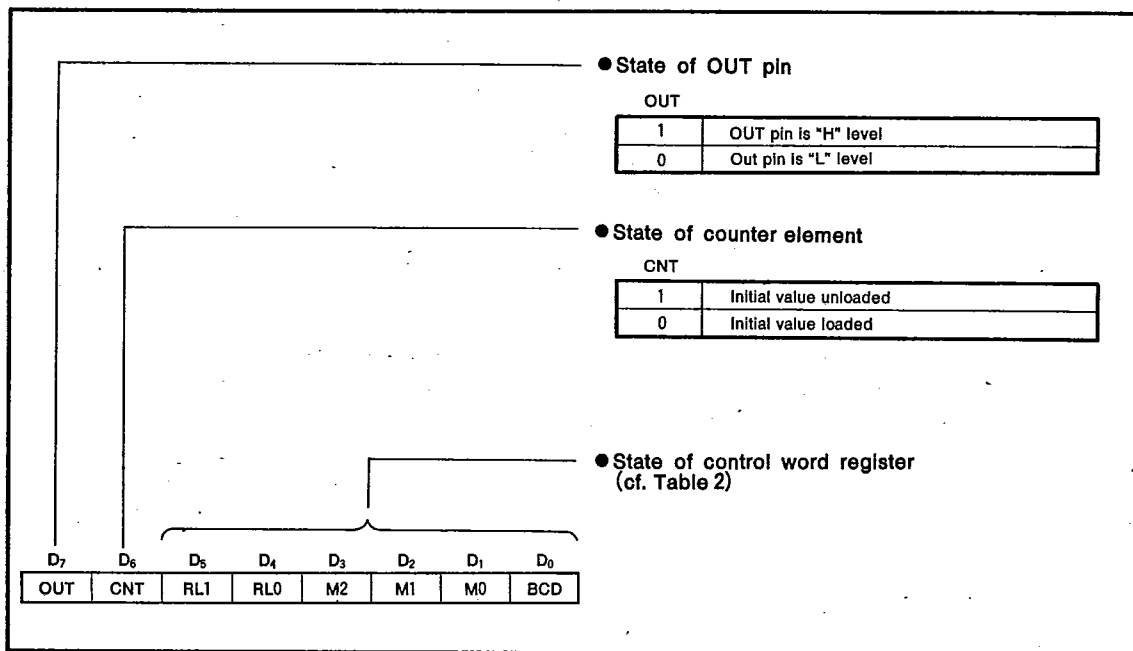 ● State of OUT pin
OUT
1 OUT pin is "H" level
0 Out pin is "L" level
● State of counter element
CNT
1 Initial value unloaded
0 Initial value loaded
● State of control word register
(cf. Table 2)
D₇ D₆ D₅ D₄ D₃ D₂ D₁ D₀
OUT CNT RL1 RL0 M2 M1 M0 BCD